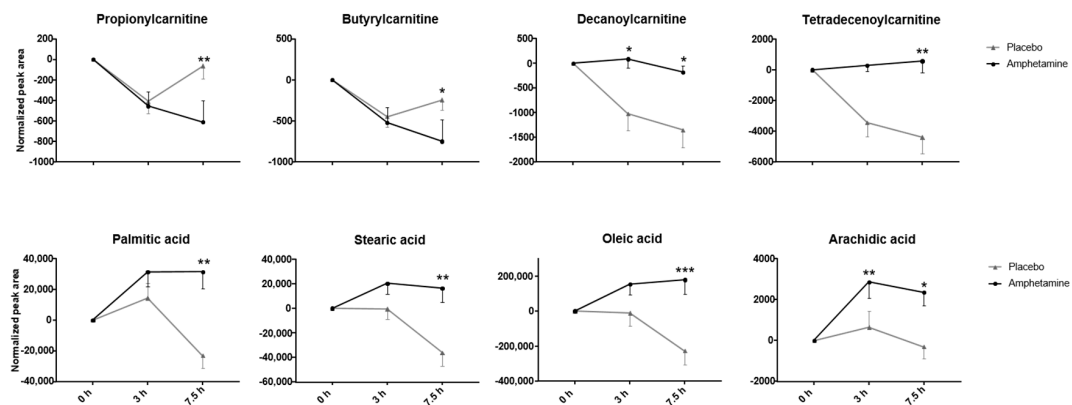 Propionylcarnitine
Butyrylcarnitine
Decanoylcarnitine
Tetradecenoylcarnitine
Normalized peak area
200
0
-200
-400
-600
-800
-1000
**
500
0
-500
-1000
*
500
0
-500
-1000
-1500
-2000
*
*
2000
0
-2000
-4000
-6000
**
Placebo
Amphetamine
Palmitic acid
Stearic acid
Oleic acid
Arachidic acid
Normalized peak area
40,000
20,000
0
-20,000
-40,000
**
0 h
3 h
7.5 h
40,000
20,000
0
-20,000
-40,000
-60,000
**
0 h
3 h
7.5 h
200,000
0
-200,000
-400,000
***
0 h
3 h
7.5 h
4000
2000
0
-2000
**
*
0 h
3 h
7.5 h
Placebo
Amphetamine